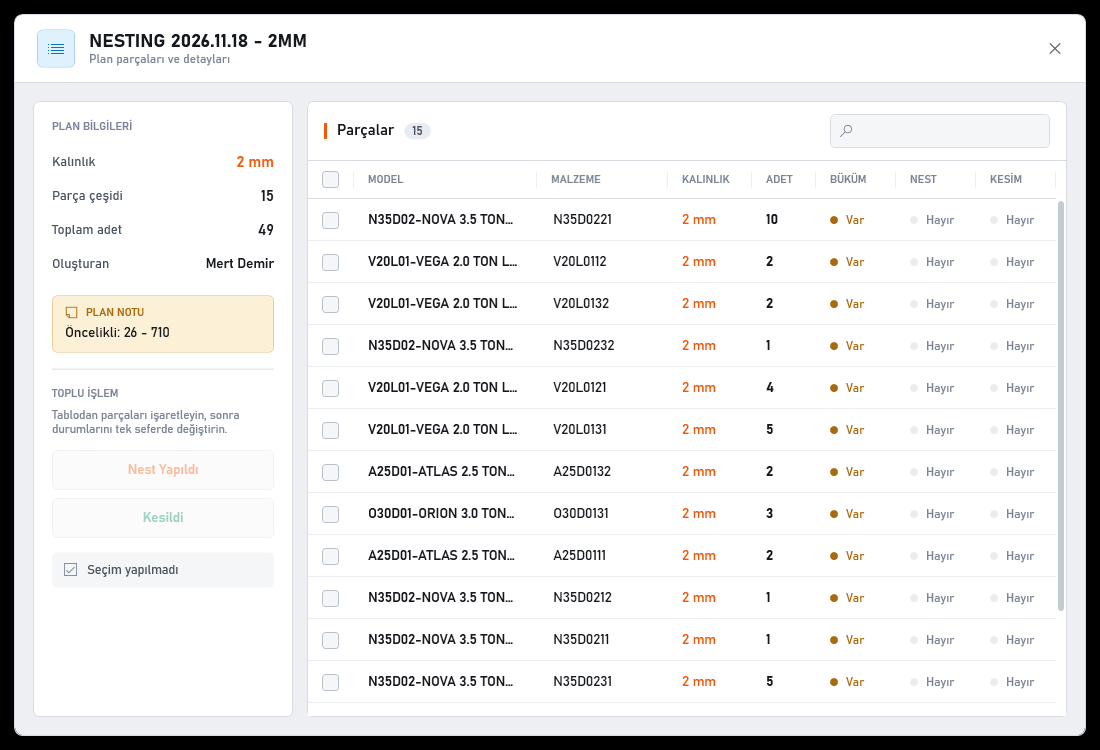 NESTING 2026.11.18 - 2MM
Plan parçaları ve detayları
PLAN BİLGİLERİ
Kalınlık 2 mm
Parça çeşidi 15
Toplam adet 49
Oluşturan Mert Demir
PLAN NOTU
Öncelikli: 26 - 710
TOPLU İŞLEM
Tablodan parçaları işaretleyin, sonra
durumlarını tek seferde değiştirin.
Nest Yapıldı
Kesildi
Seçim yapılmadı
Parçalar 15
MODEL MALZEME KALINLIK ADET BÜKÜM NEST KESİM
N35D02-NOVA 3.5 TON... N35D0221 2 mm 10 Var Hayır Hayır
V20L01-VEGA 2.0 TON L... V20L0112 2 mm 2 Var Hayır Hayır
V20L01-VEGA 2.0 TON L... V20L0132 2 mm 2 Var Hayır Hayır
N35D02-NOVA 3.5 TON... N35D0232 2 mm 1 Var Hayır Hayır
V20L01-VEGA 2.0 TON L... V20L0121 2 mm 4 Var Hayır Hayır
V20L01-VEGA 2.0 TON L... V20L0131 2 mm 5 Var Hayır Hayır
A25D01-ATLAS 2.5 TON... A25D0132 2 mm 2 Var Hayır Hayır
O30D01-ORION 3.0 TON... O30D0131 2 mm 3 Var Hayır Hayır
A25D01-ATLAS 2.5 TON... A25D0111 2 mm 2 Var Hayır Hayır
N35D02-NOVA 3.5 TON... N35D0212 2 mm 1 Var Hayır Hayır
N35D02-NOVA 3.5 TON... N35D0211 2 mm 1 Var Hayır Hayır
N35D02-NOVA 3.5 TON... N35D0231 2 mm 5 Var Hayır Hayır